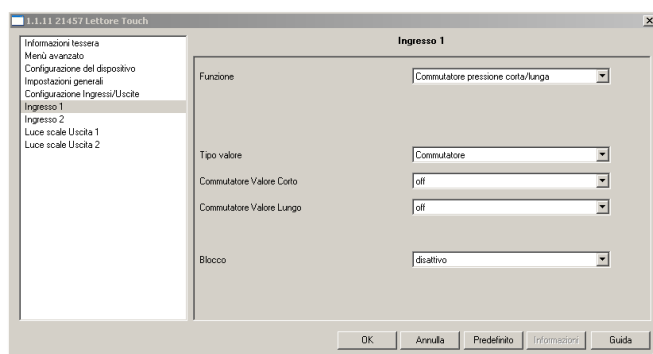 1.1.11 21457 Lettore Touch
Informazioni tessera
Menù avanzato
Configurazione del dispositivo
Impostazioni generali
Configurazione Ingressi/Uscite
Ingresso 1
Ingresso 2
Luce scale Uscita 1
Luce scale Uscita 2
Ingresso 1
Funzione Commutatore pressione corta/lunga
Tipo valore Commutatore
Commutatore Valore Corto off
Commutatore Valore Lungo off
Blocco disattivo
OK Annulla Predefinito Informazioni Guida